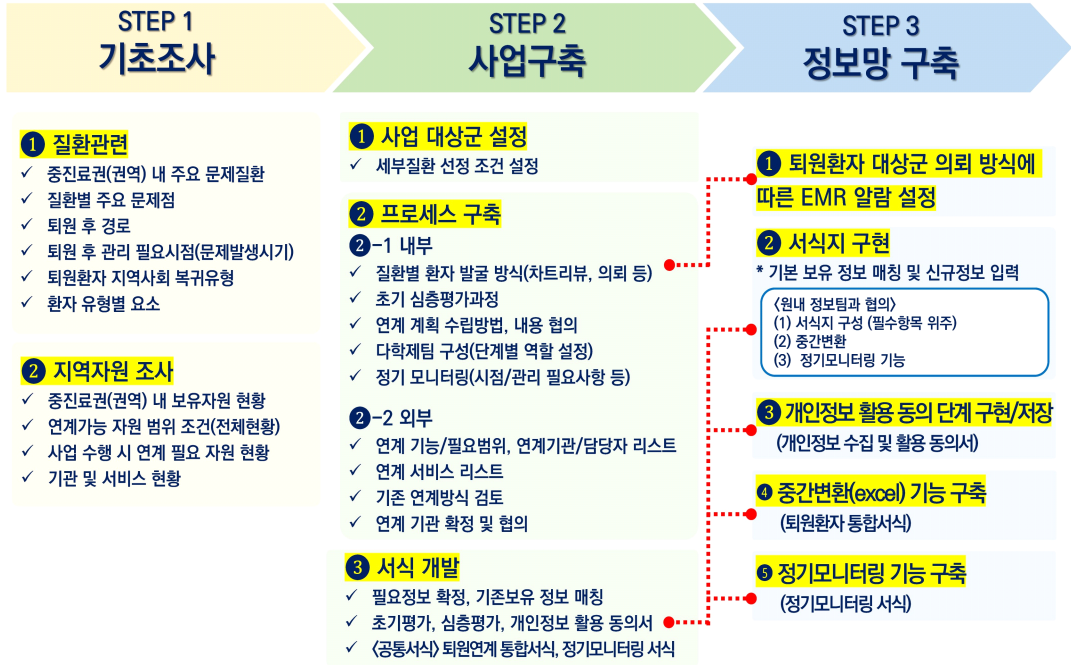 STEP 1
기초조사
STEP 2
사업구축
STEP 3
정보망 구축
❶ 질환관련
✓ 중진료권(권역) 내 주요 문제질환
✓ 질환별 주요 문제점
✓ 퇴원 후 경로
✓ 퇴원 후 관리 필요시점(문제발생시기)
✓ 퇴원환자 지역사회 복귀유형
✓ 환자 유형별 요소
❷ 지역자원 조사
✓ 중진료권(권역) 내 보유자원 현황
✓ 연계가능 자원 범위 조건(전체현황)
✓ 사업 수행 시 연계 필요 자원 현황
✓ 기관 및 서비스 현황
❶ 사업 대상군 설정
✓ 세부질환 선정 조건 설정
❷ 프로세스 구축
❷-1 내부
✓ 질환별 환자 발굴 방식(차트리뷰, 의뢰 등)
✓ 초기 심층평가과정
✓ 연계 계획 수립방법, 내용 협의
✓ 다학제팀 구성(단계별 역할 설정)
✓ 정기 모니터링(시점/관리 필요사항 등)
❷-2 외부
✓ 연계 기능/필요범위, 연계기관/담당자 리스트
✓ 연계 서비스 리스트
✓ 기존 연계방식 검토
✓ 연계 기관 확정 및 협의
❸ 서식 개발
✓ 필요정보 확정, 기존보유 정보 매칭
✓ 초기평가, 심층평가, 개인정보 활용 동의서
✓ <공통서식> 퇴원연계 통합서식, 정기모니터링 서식
❶ 퇴원환자 대상군 의뢰 방식에
따른 EMR 알람 설정
❷ 서식지 구현
* 기본 보유 정보 매칭 및 신규정보 입력
<원내 정보팀과 협의>
(1) 서식지 구성 (필수항목 위주)
(2) 중간변환
(3) 정기모니터링 기능
❸ 개인정보 활용 동의 단계 구현/저장
(개인정보 수집 및 활용 동의서)
❹ 중간변환(excel) 기능 구축
(퇴원환자 통합서식)
❺ 정기모니터링 기능 구축
(정기모니터링 서식)